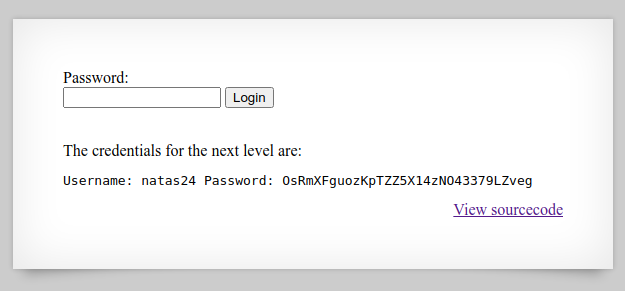 Password:
Login
The credentials for the next level are:
Username: natas24 Password: OsRmXFguozKpTZZ5X14zNO43379LZveg
View sourcecode